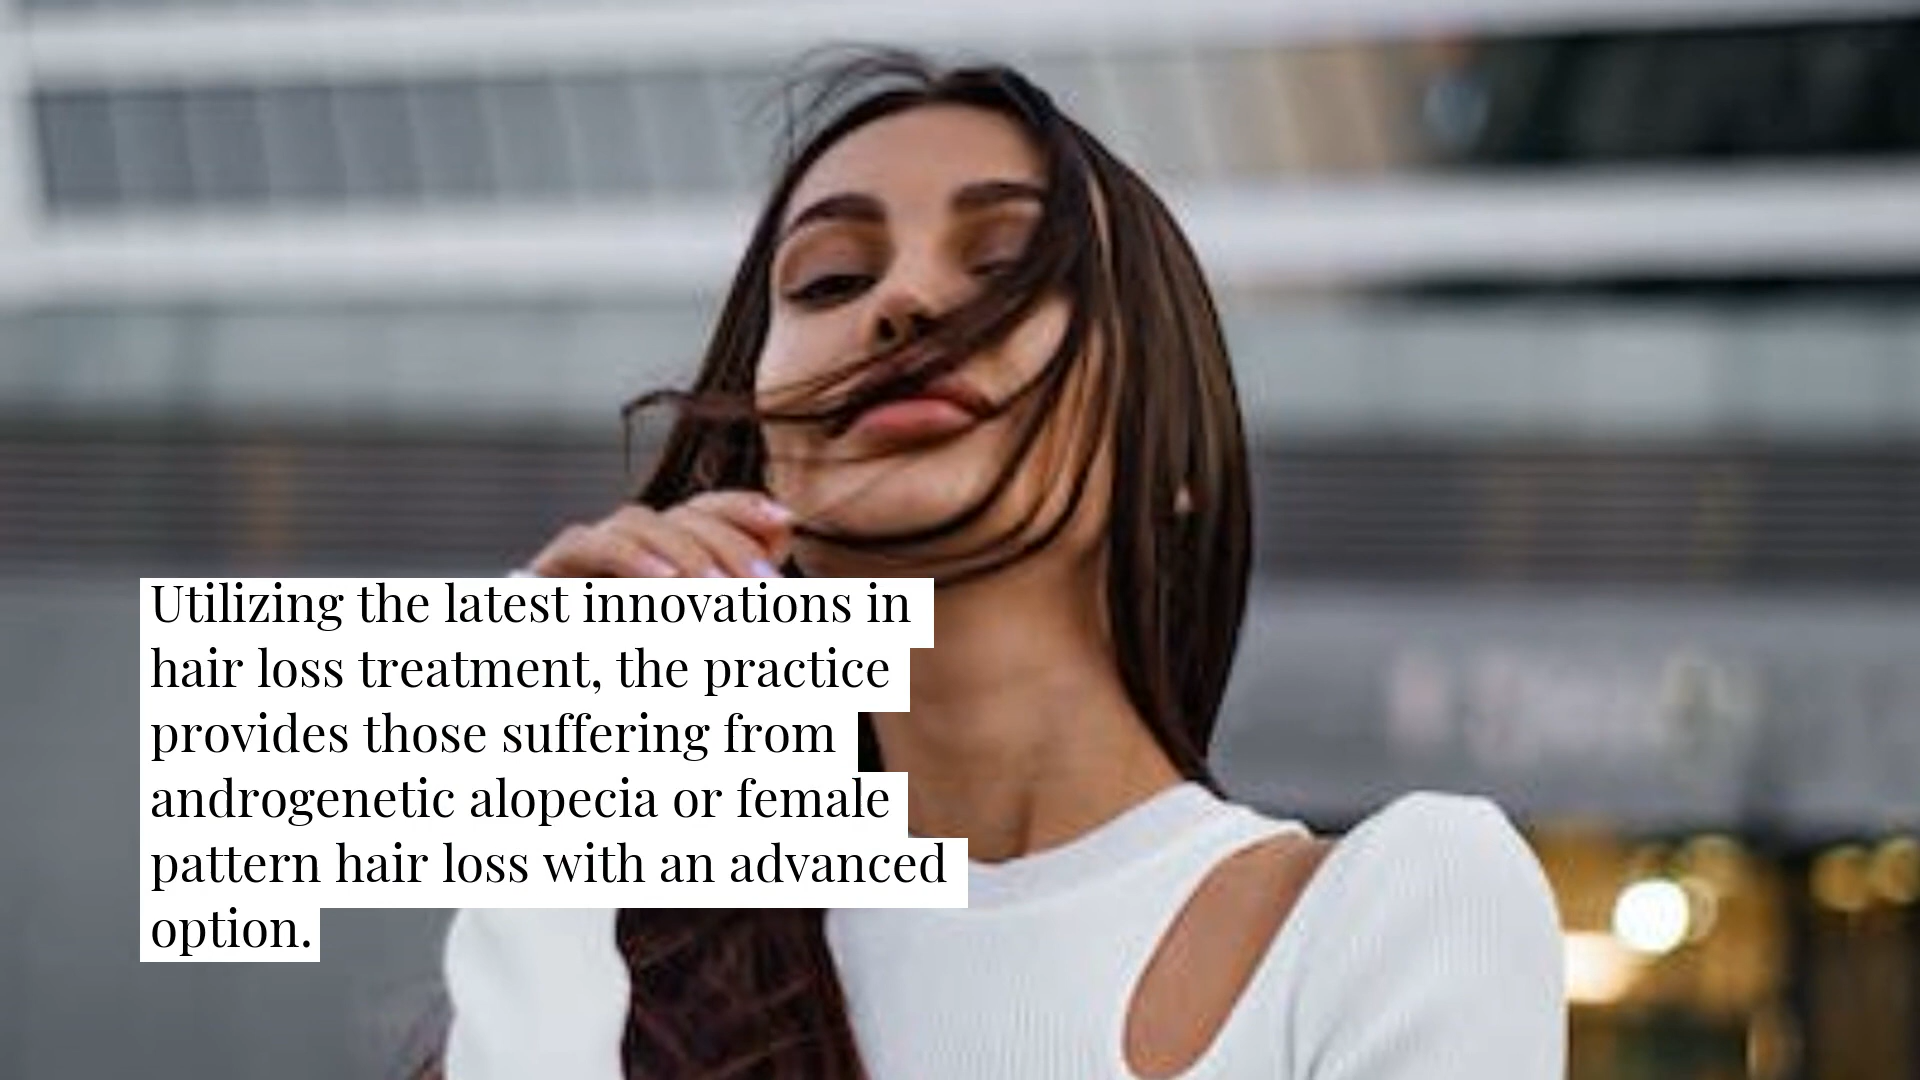 Utilizing the latest innovations in
hair loss treatment, the practice
provides those suffering from
androgenetic alopecia or female
pattern hair loss with an advanced
option.